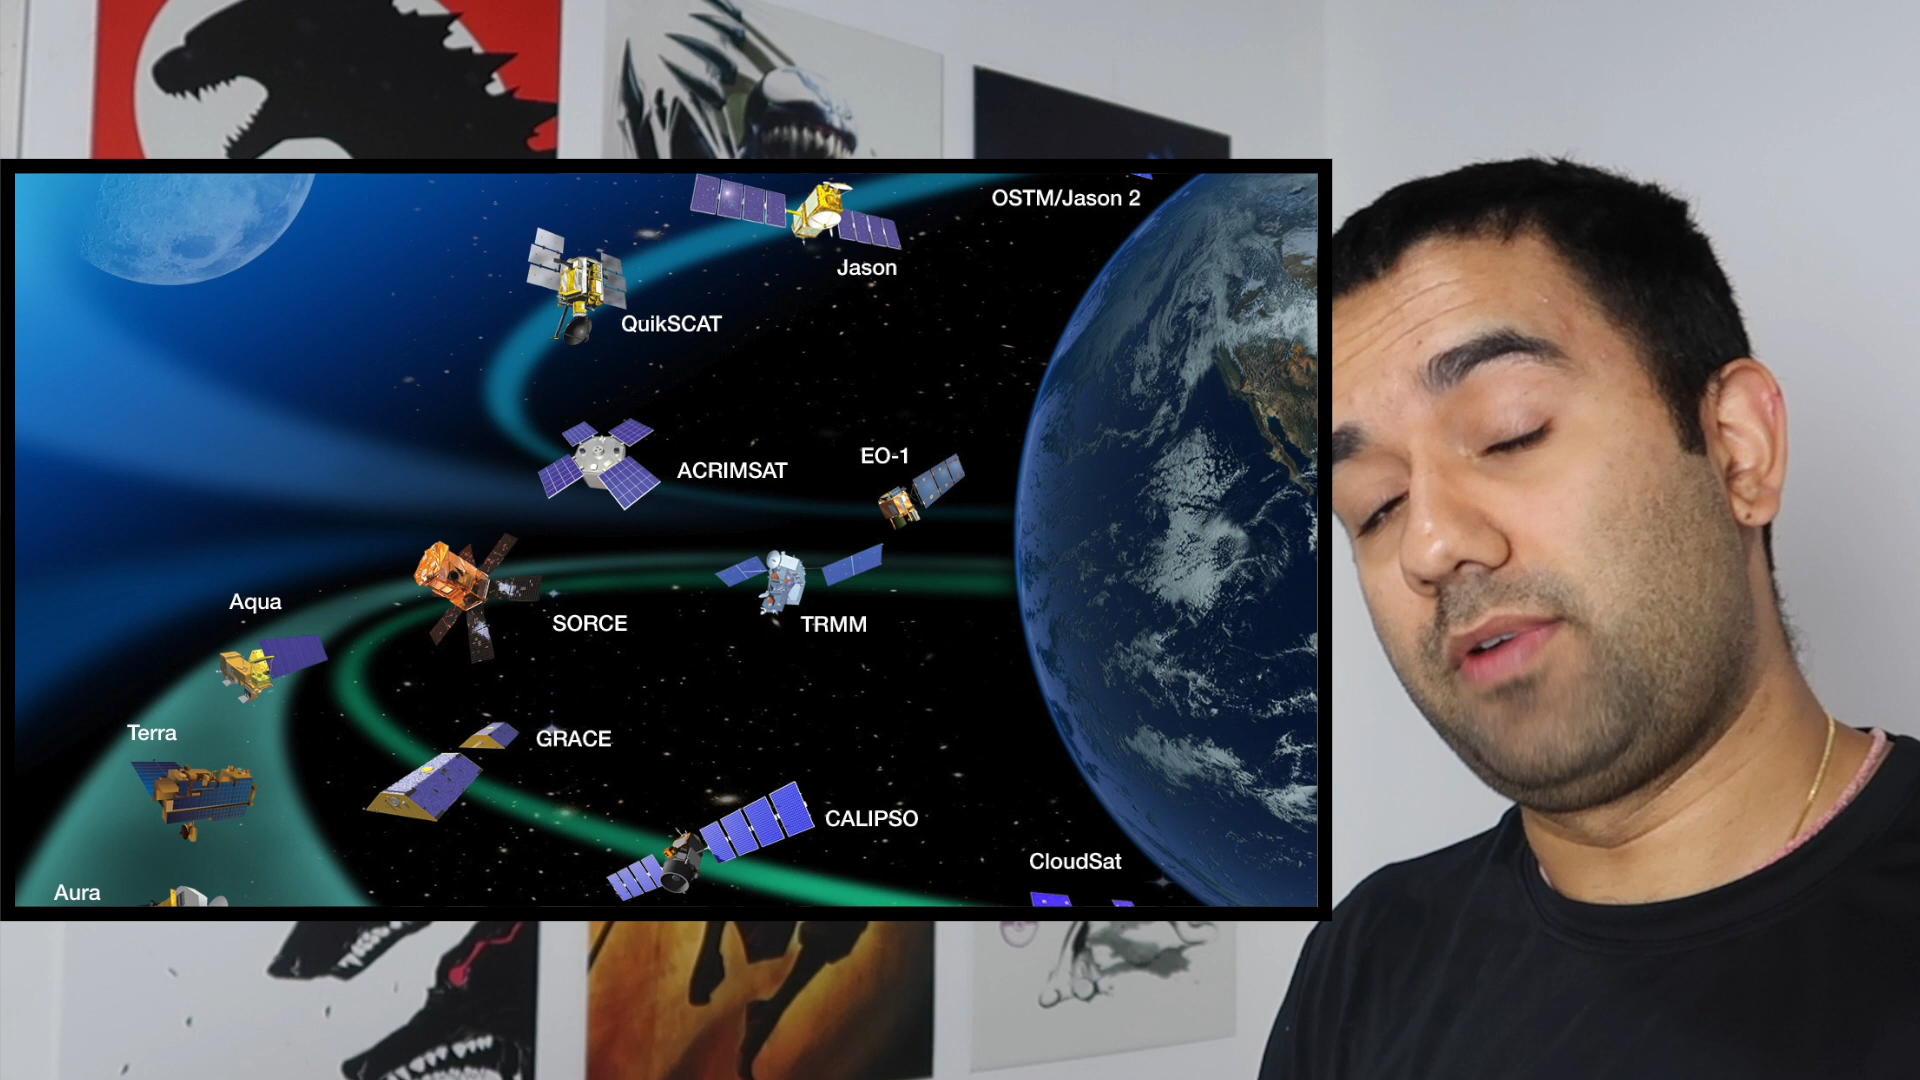 OSTM/Jason 2
Jason
QuikSCAT
EO-1
ACRIMSAT
Aqua
SORCE
TRMM
Terra
GRACE
CALIPSO
CloudSat
Aura